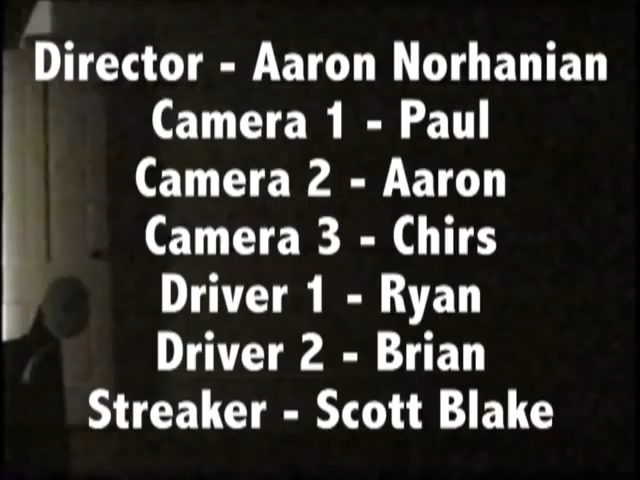 Director - Aaron Norhanian
Camera 1 - Paul
Camera 2 - Aaron
Camera 3 - Chirs
Driver 1 - Ryan
Driver 2 - Brian
Streaker - Scott Blake